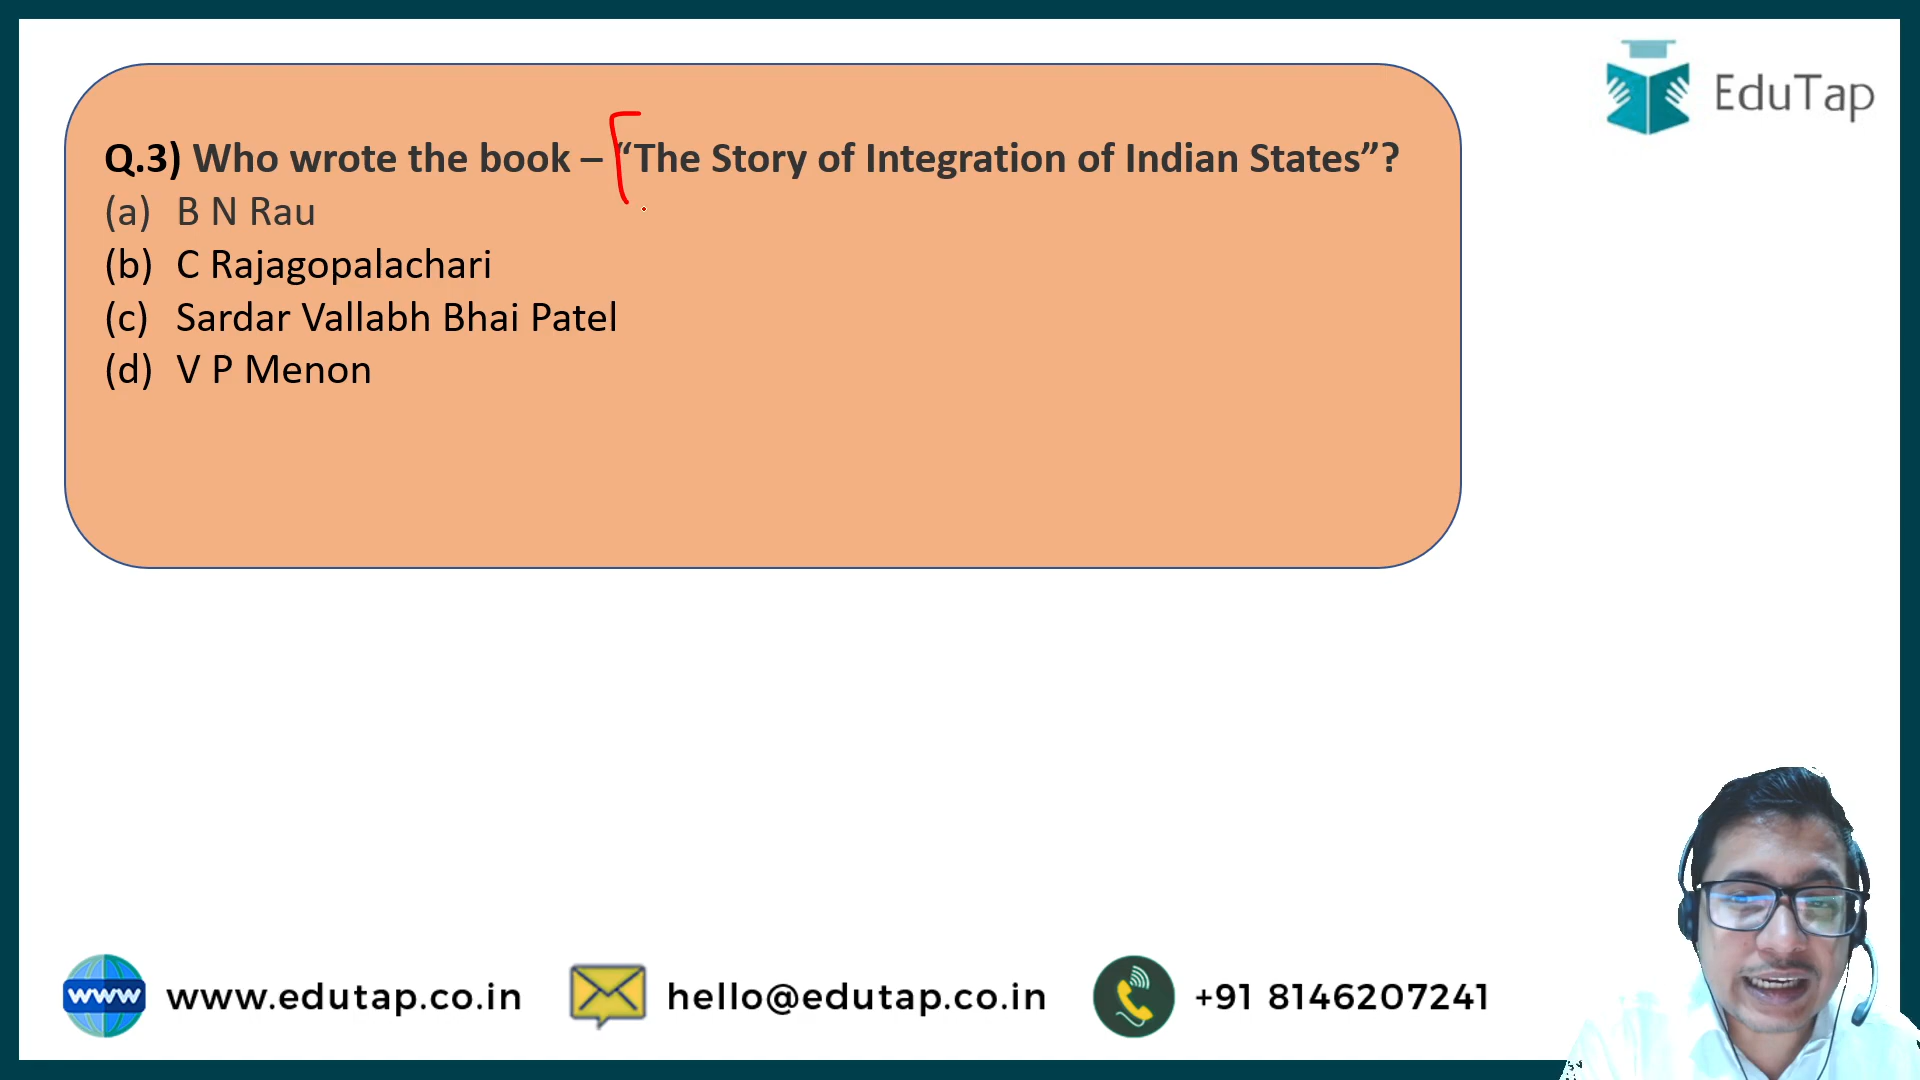 EduTap
Q.3) Who wrote the book – “The Story of Integration of Indian States”?
(a) B N Rau
(b) C Rajagopalachari
(c) Sardar Vallabh Bhai Patel
(d) V P Menon
www www.edutap.co.in hello@edutap.co.in +91 8146207241